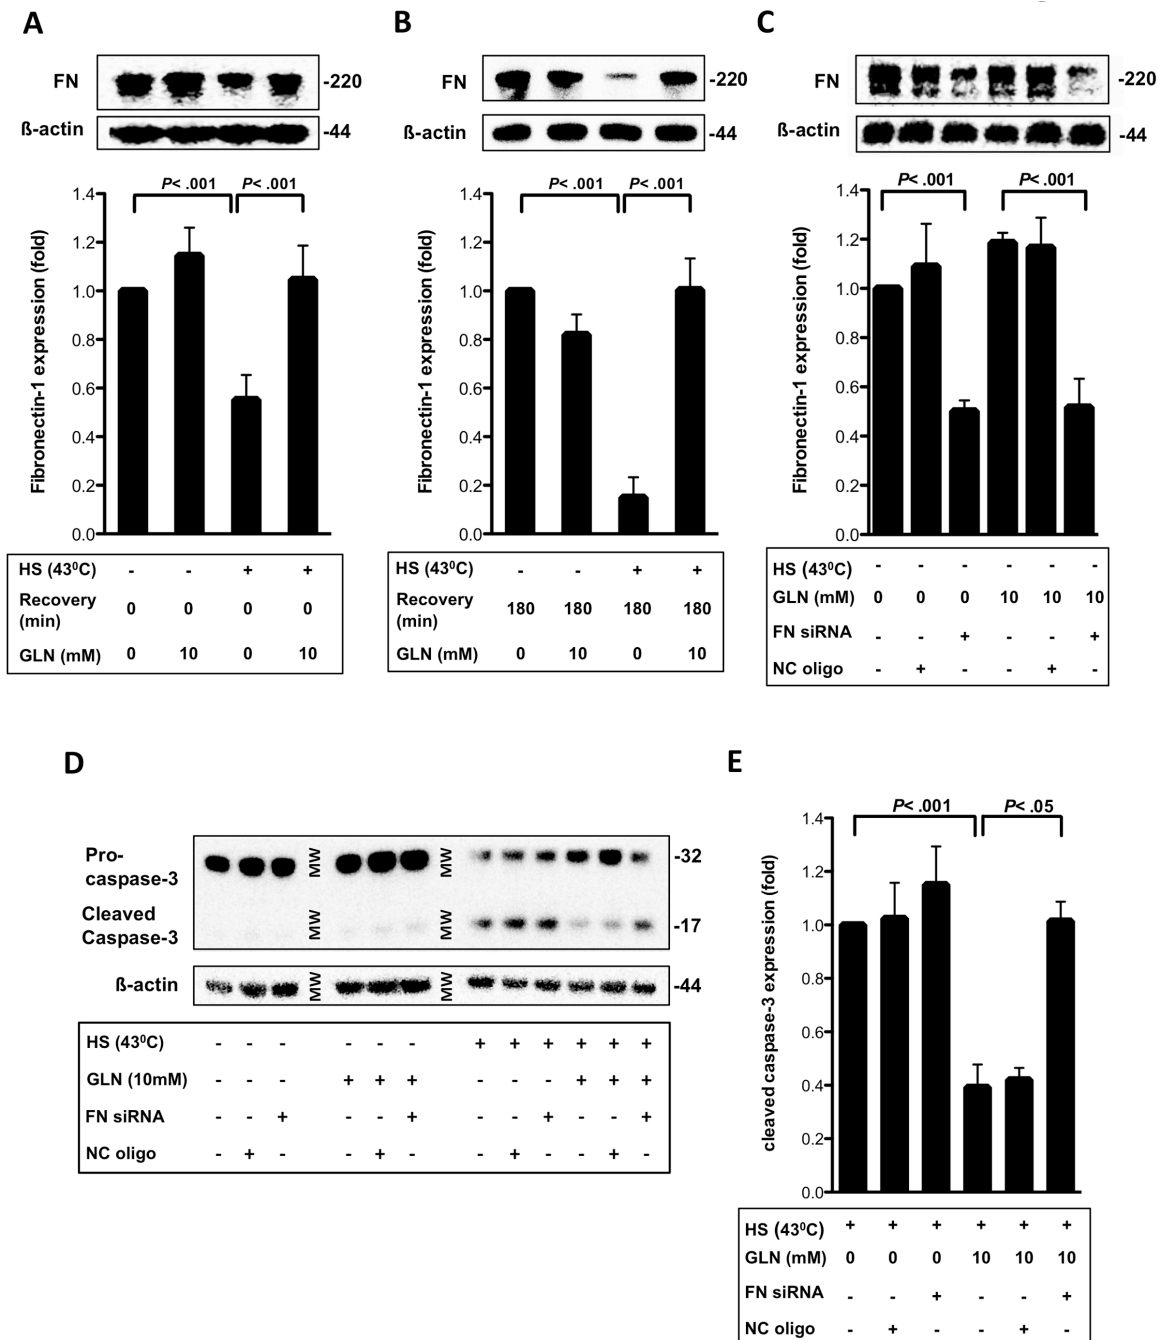 A
FN
-220
ß-actin
-44
P< .001
P< .001
Fibronectin-1 expression (fold)
1.4
1.2
1.0
0.8
0.6
0.4
0.2
0.0
HS (43⁰C) - - + +
Recovery
(min) 0 0 0 0
GLN (mM) 0 10 0 10
B
FN
-220
ß-actin
-44
P< .001
P< .001
Fibronectin-1 expression (fold)
1.4
1.2
1.0
0.8
0.6
0.4
0.2
0.0
HS (43⁰C) - - + +
Recovery
(min) 180 180 180 180
GLN (mM) 0 10 0 10
C
FN
-220
ß-actin
-44
P< .001
P< .001
Fibronectin-1 expression (fold)
1.4
1.2
1.0
0.8
0.6
0.4
0.2
0.0
HS (43⁰C) - - - - - -
GLN (mM) 0 0 0 10 10 10
FN siRNA - - + - - +
NC oligo - + - - + -
D
Pro-
caspase-3
MW
MW
-32
Cleaved
Caspase-3
MW
MW
-17
ß-actin
MW
MW
-44
HS (43⁰C) - - - - - - + + + + + +
GLN (10mM) - - - + + + - - - + + +
FN siRNA - - + - - + - - + - - +
NC oligo - + - - + - - + - - + -
E
P< .001
P< .05
cleaved caspase-3 expression (fold)
1.4
1.2
1.0
0.8
0.6
0.4
0.2
0.0
HS (43⁰C) + + + + + +
GLN (mM) 0 0 0 10 10 10
FN siRNA - - + - - +
NC oligo - + - - + -